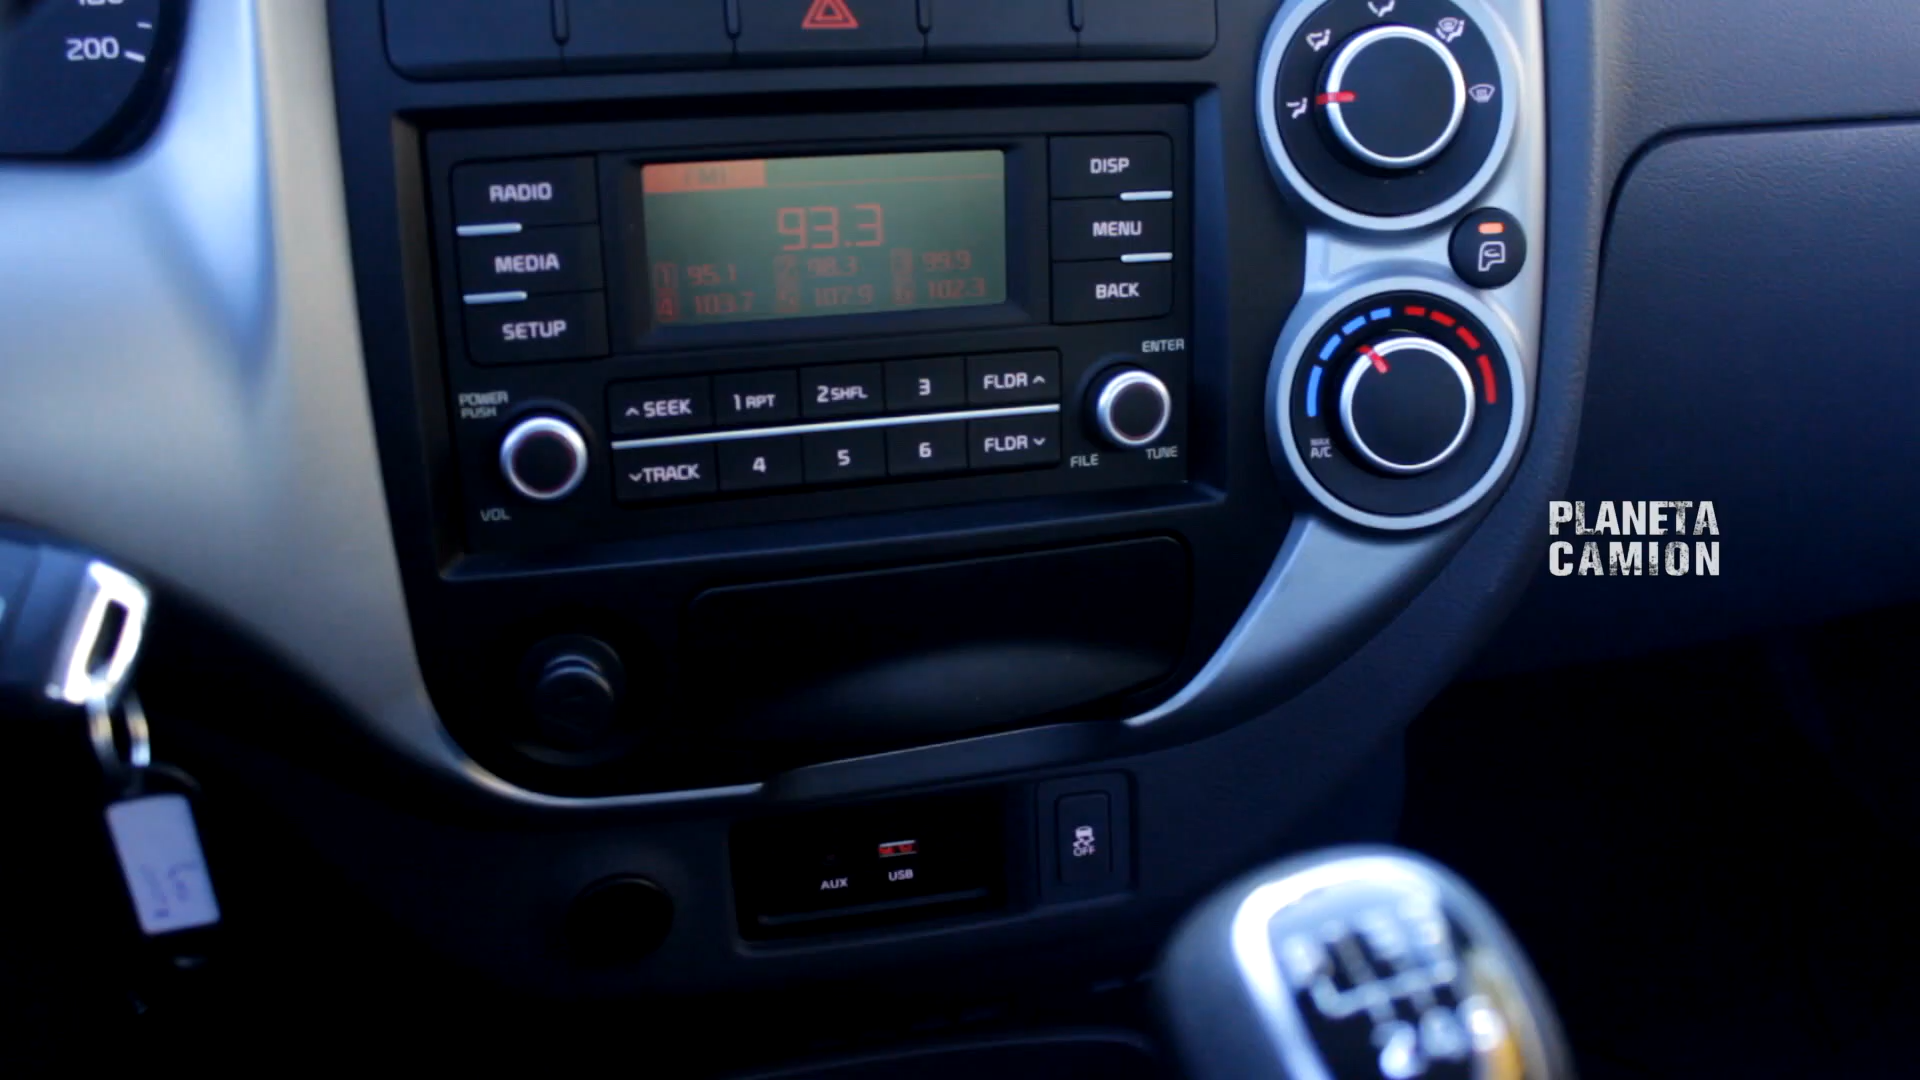 200
RADIO
MEDIA
SETUP
FM1
93.3
1 95.1 2 98.3 3 99.9
4 103.7 5 107.9 6 102.3
DISP
MENU
BACK
POWER
PUSH
VOL
^ SEEK 1 RPT 2 SHFL 3 FLDR ^
⌄TRACK 4 5 6 FLDR ⌄
ENTER
FILE
TUNE
MAX
A/C
PLANETA
CAMION
AUX USB
OFF